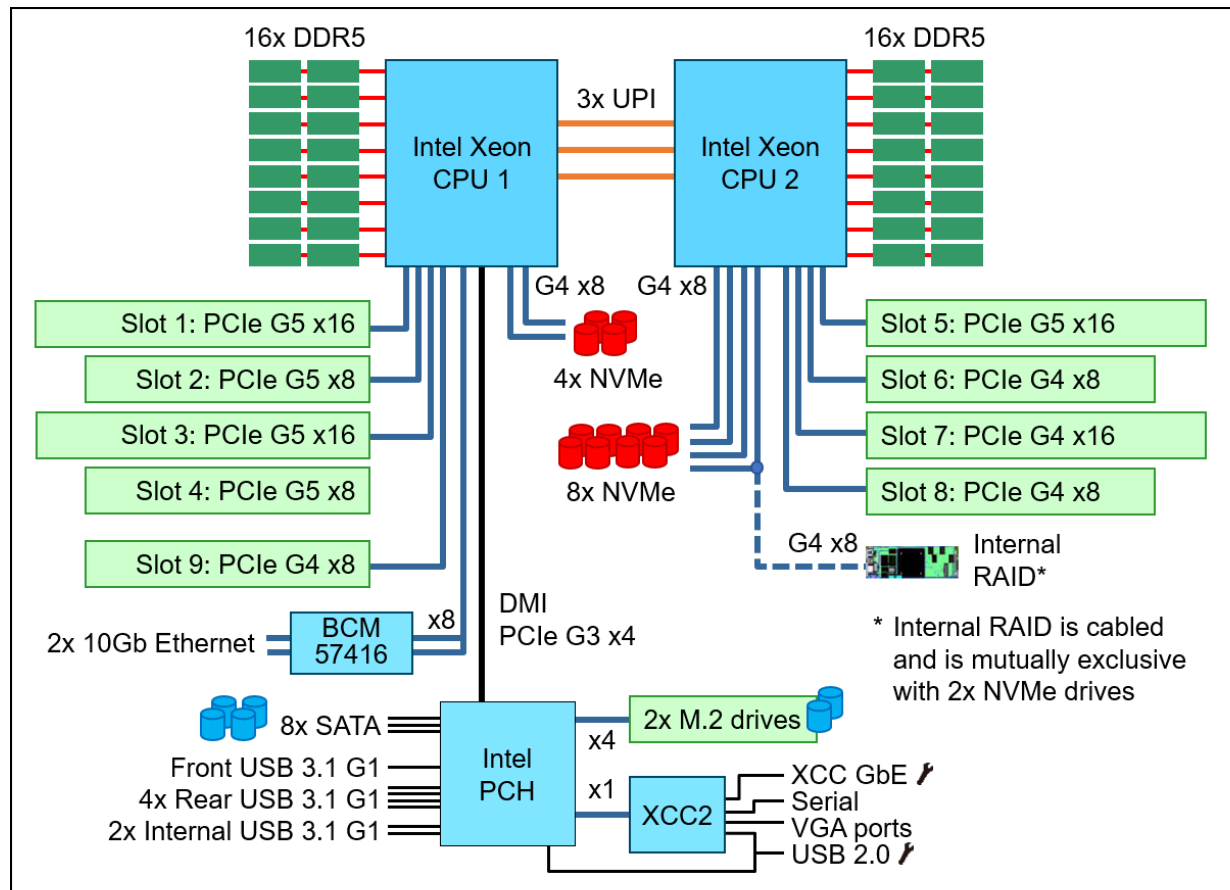 16x DDR5
16x DDR5
3x UPI
Intel Xeon
CPU 1
Intel Xeon
CPU 2
G4 x8
G4 x8
Slot 1: PCIe G5 x16
Slot 2: PCIe G5 x8
Slot 3: PCIe G5 x16
Slot 4: PCIe G5 x8
Slot 9: PCIe G4 x8
4x NVMe
8x NVMe
Slot 5: PCIe G5 x16
Slot 6: PCIe G4 x8
Slot 7: PCIe G4 x16
Slot 8: PCIe G4 x8
G4 x8
Internal
RAID*
* Internal RAID is cabled
and is mutually exclusive
with 2x NVMe drives
DMI
PCIe G3 x4
2x 10Gb Ethernet
BCM
57416
x8
8x SATA
Front USB 3.1 G1
4x Rear USB 3.1 G1
2x Internal USB 3.1 G1
Intel
PCH
x4
2x M.2 drives
x1
XCC2
XCC GbE
Serial
VGA ports
USB 2.0